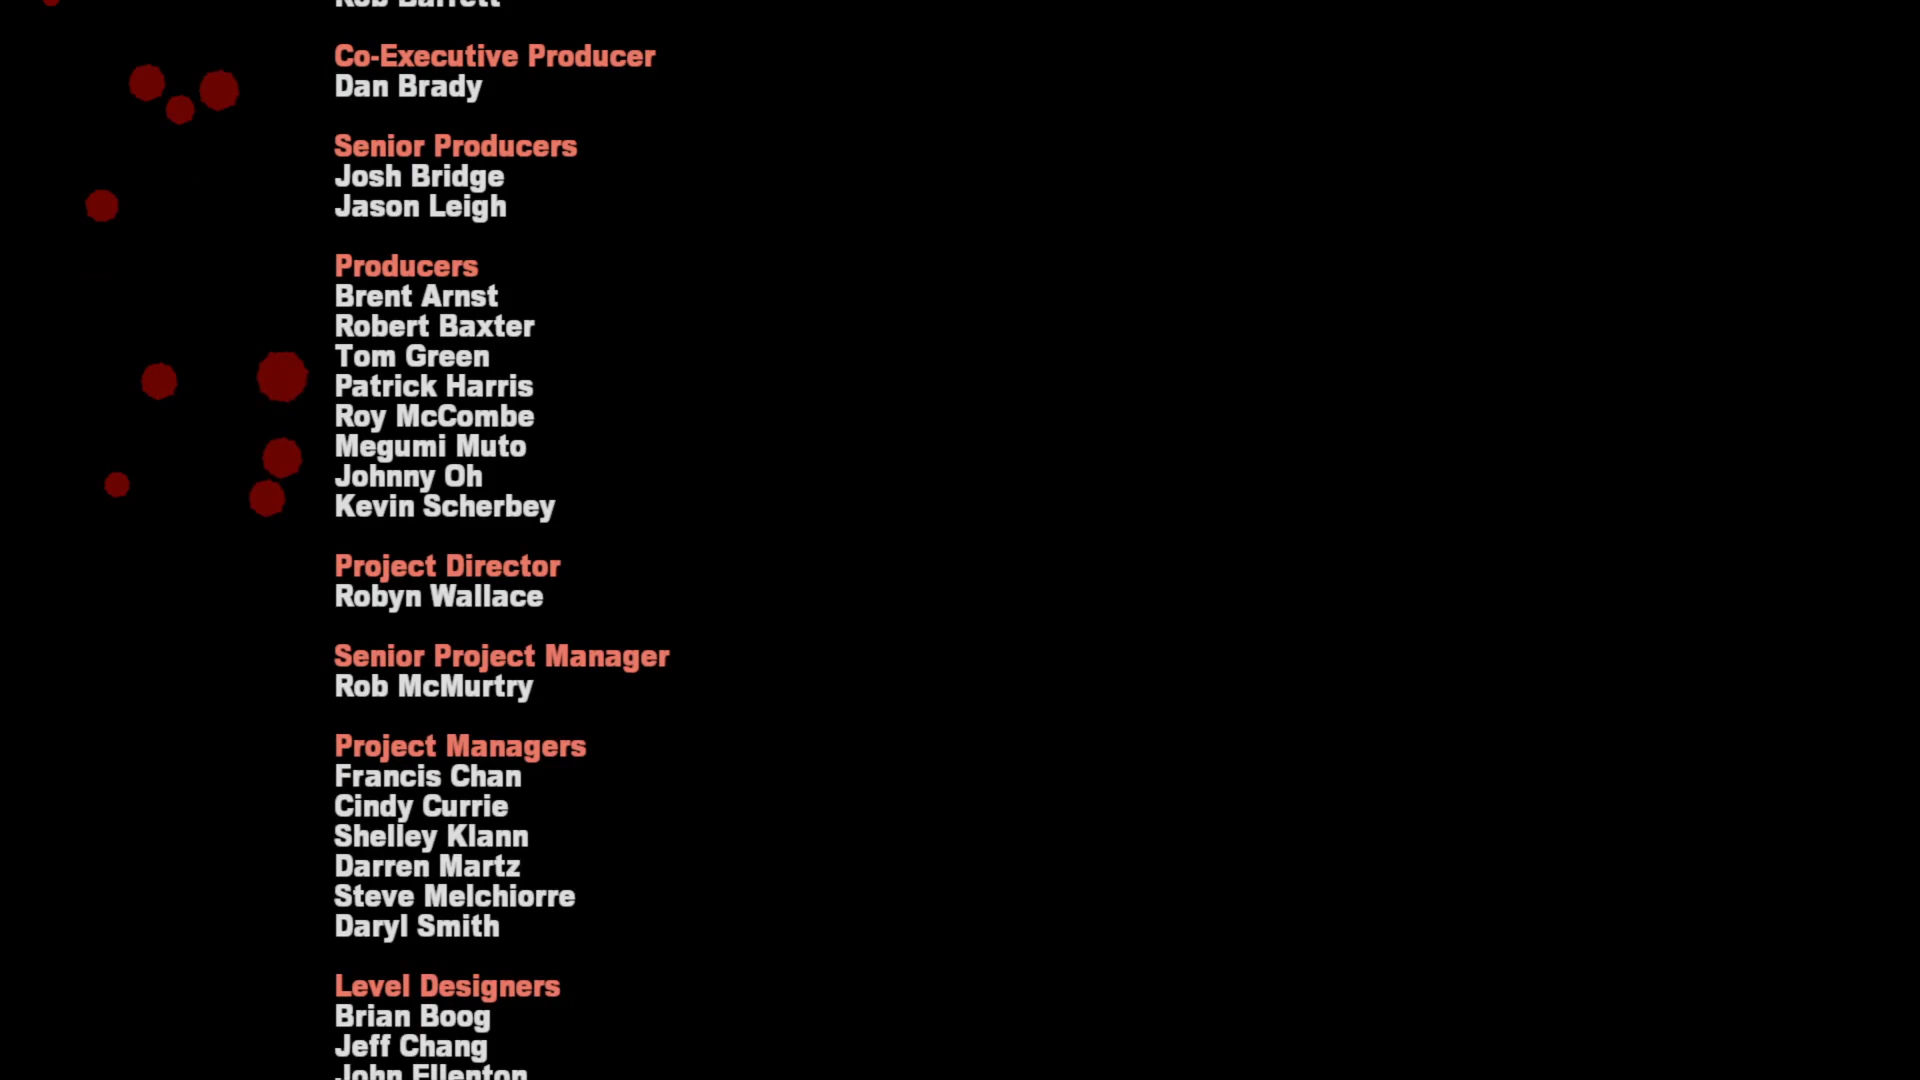 Rob Barrett
Co-Executive Producer
Dan Brady
Senior Producers
Josh Bridge
Jason Leigh
Producers
Brent Arnst
Robert Baxter
Tom Green
Patrick Harris
Roy McCombe
Megumi Muto
Johnny Oh
Kevin Scherbey
Project Director
Robyn Wallace
Senior Project Manager
Rob McMurtry
Project Managers
Francis Chan
Cindy Currie
Shelley Klann
Darren Martz
Steve Melchiorre
Daryl Smith
Level Designers
Brian Boog
Jeff Chang
John Ellenton